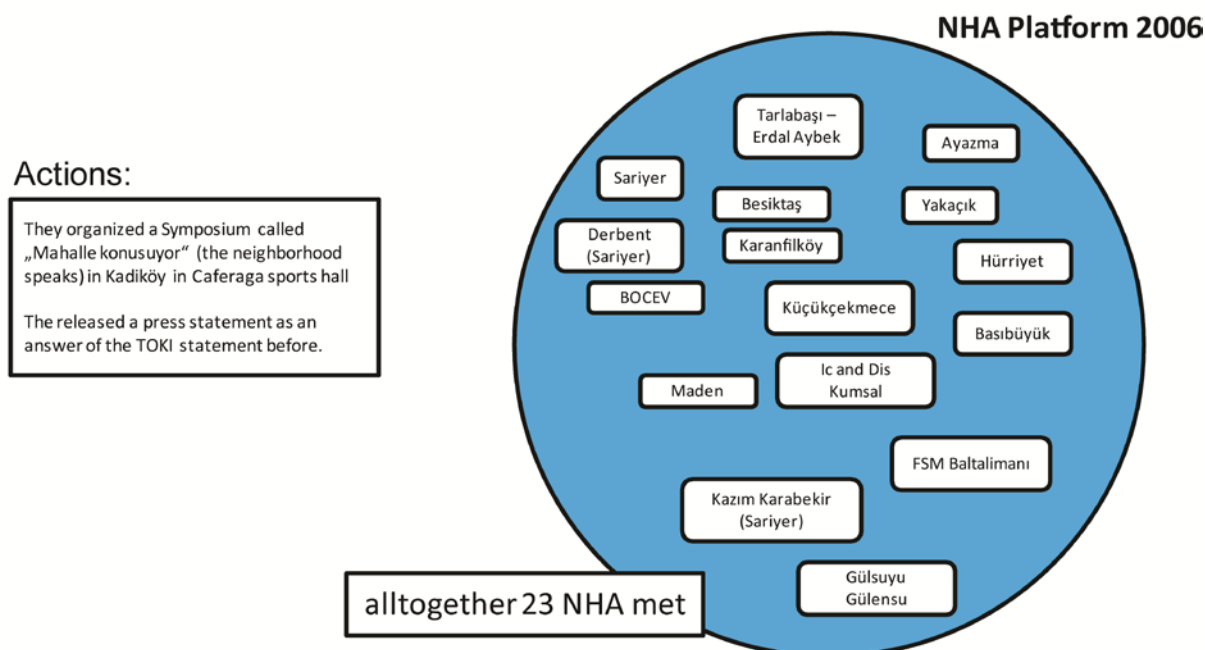 NHA Platform 2006
Actions:
They organized a Symposium called
„Mahalle konusuyor“ (the neighborhood
speaks) in Kadiköy in Caferaga sports hall
The released a press statement as an
answer of the TOKI statement before.
Tarlabaşı –
Erdal Aybek
Ayazma
Sariyer
Besiktaş
Yakaçık
Derbent
(Sariyer)
Karanfilköy
Hürriyet
BOCEV
Küçükçekmece
Basıbüyük
Ic and Dis
Kumsal
Maden
FSM Baltalimanı
Kazım Karabekir
(Sariyer)
Gülsuyu
Gülensu
alltogether 23 NHA met